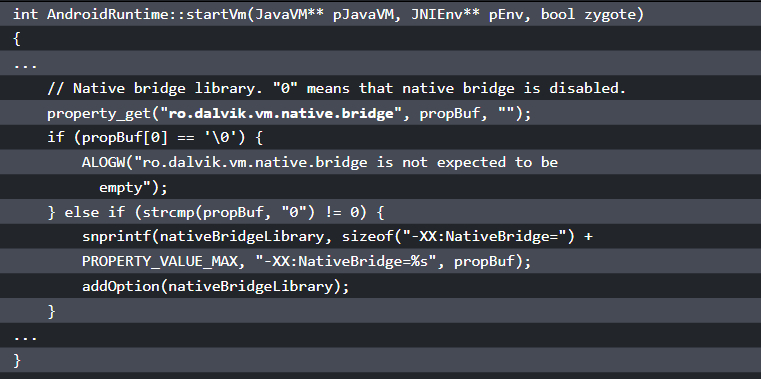 int AndroidRuntime::startVm(JavaVM** pJavaVM, JNIEnv** pEnv, bool zygote)
{
...
    // Native bridge library. "0" means that native bridge is disabled.
    property_get("ro.dalvik.vm.native.bridge", propBuf, "");
    if (propBuf[0] == '\0') {
        ALOGW("ro.dalvik.vm.native.bridge is not expected to be
          empty");
    } else if (strcmp(propBuf, "0") != 0) {
        snprintf(nativeBridgeLibrary, sizeof("-XX:NativeBridge=") +
        PROPERTY_VALUE_MAX, "-XX:NativeBridge=%s", propBuf);
        addOption(nativeBridgeLibrary);
    }
...
}